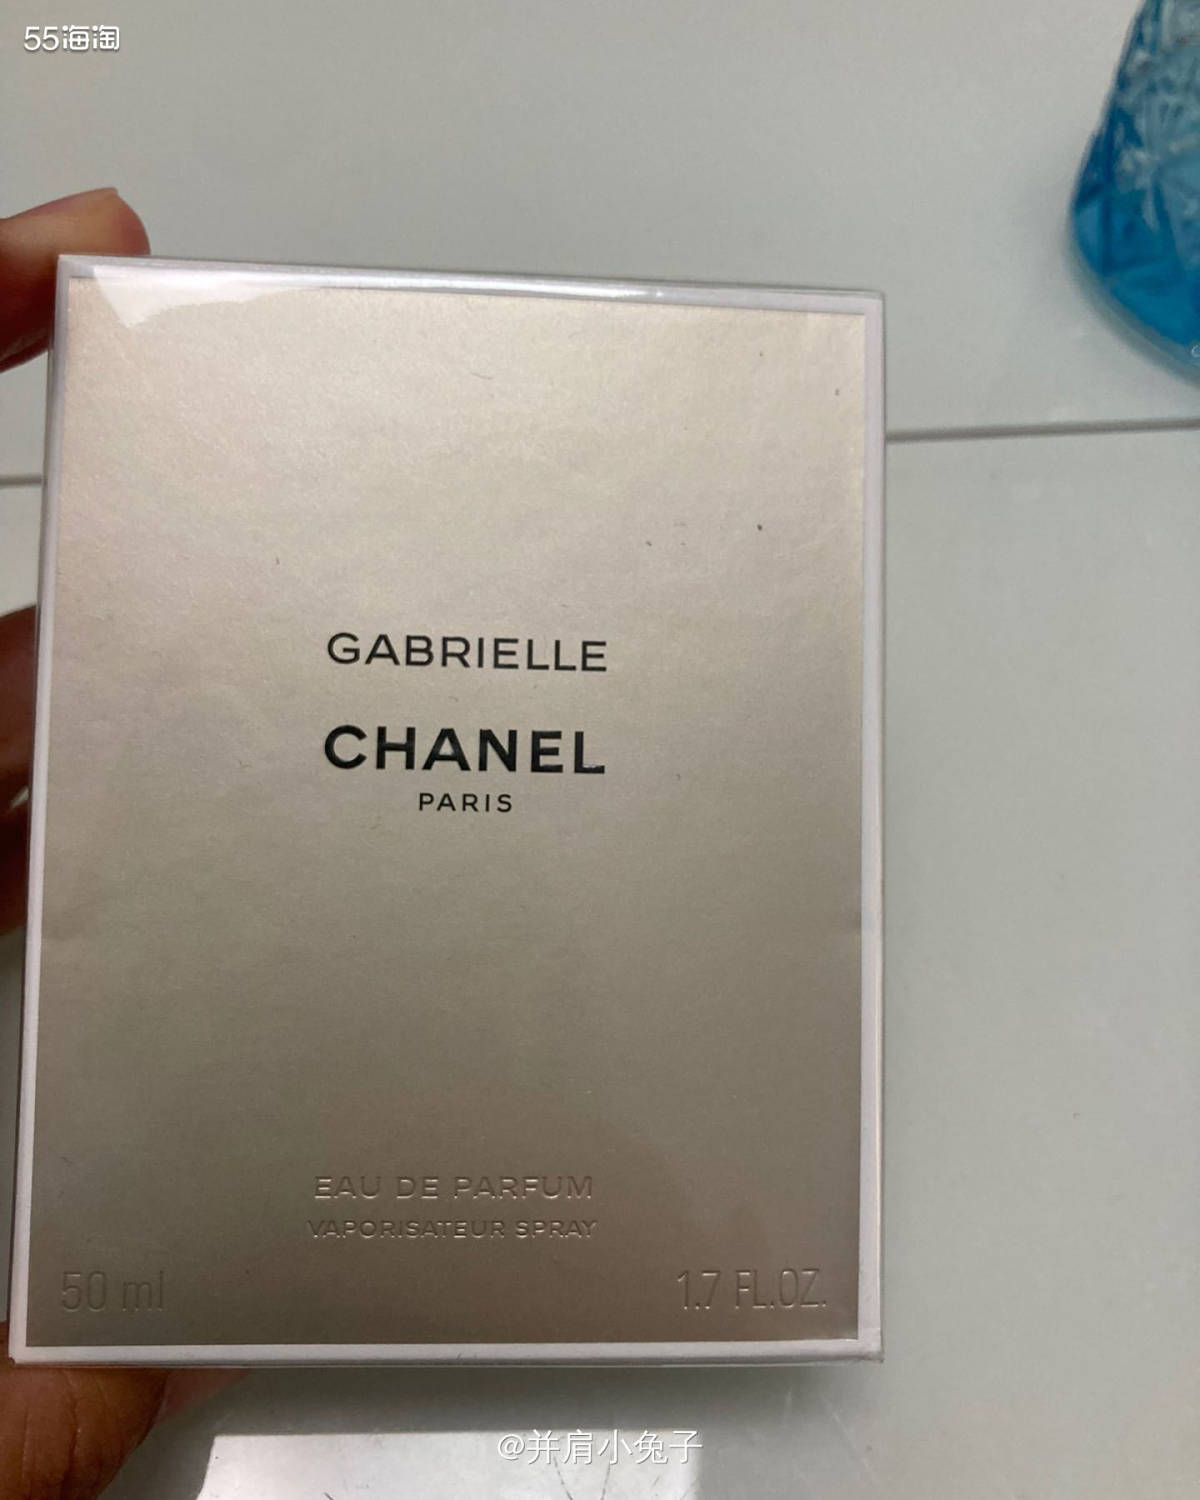 55海淘
GABRIELLE
CHANEL
PARIS
EAU DE PARFUM
VAPORISATEUR SPRAY
50 ml
1.7 FL.OZ.
@并肩小兔子